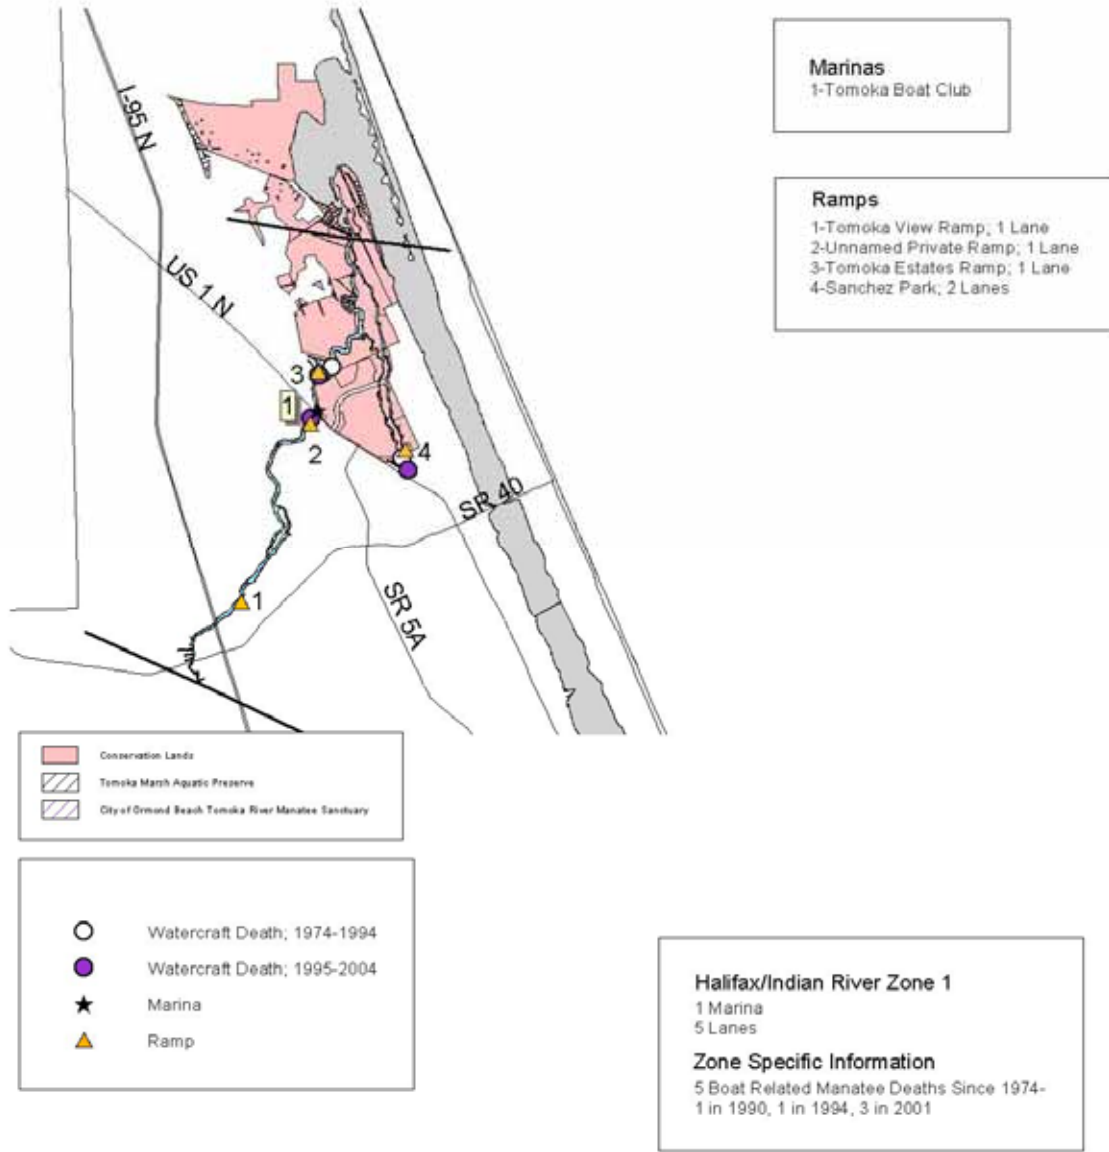 Marinas
1-Tomoka Boat Club
Ramps
1-Tomoka View Ramp; 1 Lane
2-Unnamed Private Ramp; 1 Lane
3-Tomoka Estates Ramp; 1 Lane
4-Sanchez Park; 2 Lanes
I-95 N
US 1 N
3
1
2
4
SR 40
1
SR 5A
Conservation Lands
Tomoka Marsh Aquatic Preserve
City of Ormond Beach Tomoka River Manatee Sanctuary
Watercraft Death; 1974-1994
Watercraft Death; 1995-2004
Marina
Ramp
Halifax/Indian River Zone 1
1 Marina
5 Lanes
Zone Specific Information
5 Boat Related Manatee Deaths Since 1974-
1 in 1990, 1 in 1994, 3 in 2001